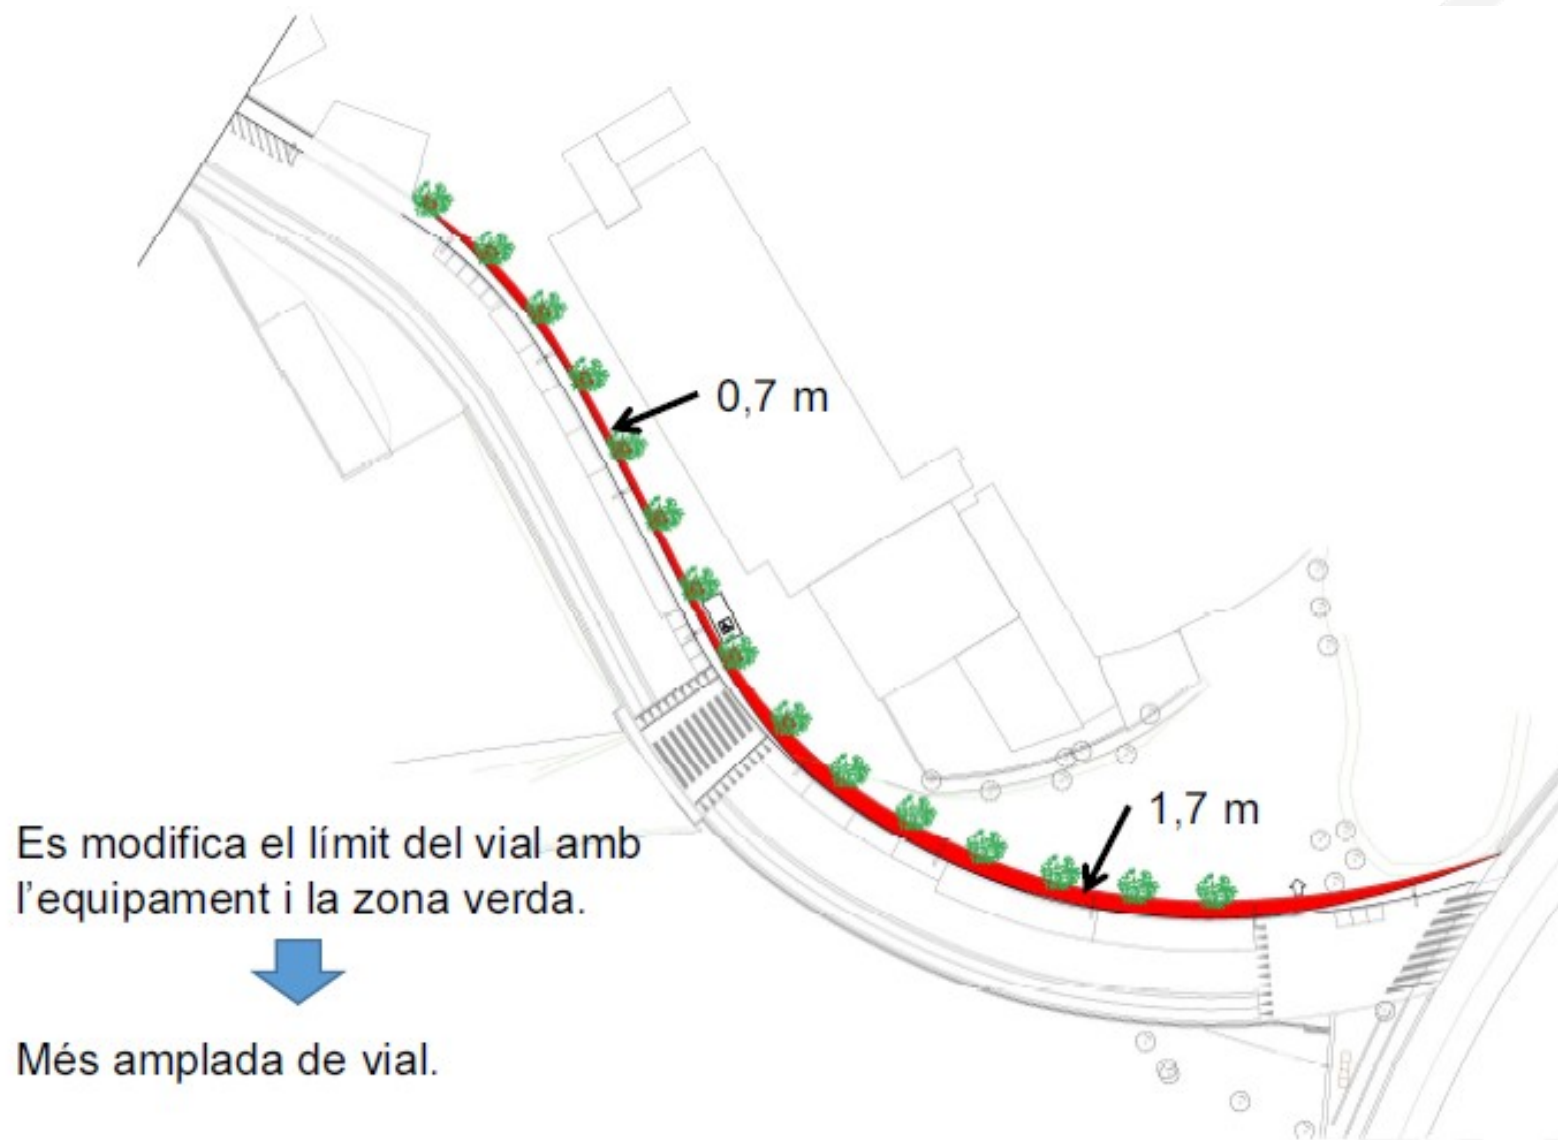 0,7 m
1,7 m
Es modifica el límit del vial amb
l’equipament i la zona verda.
Més amplada de vial.